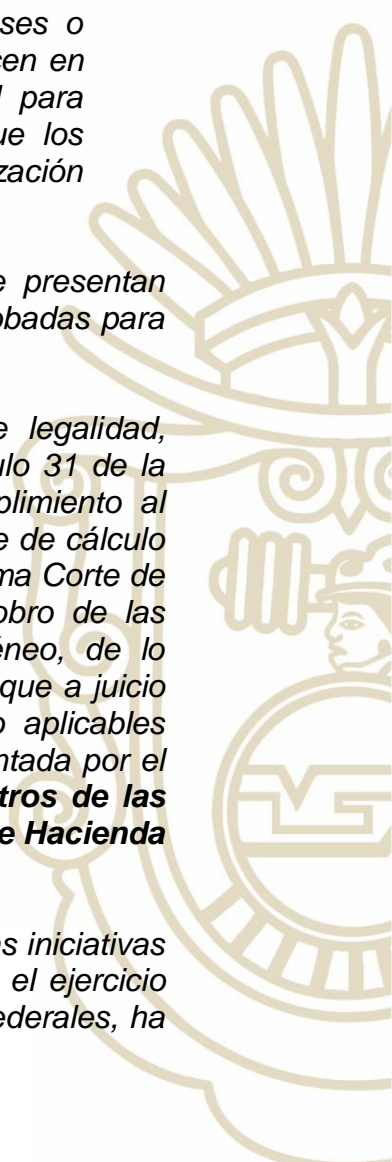 ses o
cen en
para
ue los
zación
e presentan
obadas para
e legalidad,
ulo 31 de la
plimiento al
e de cálculo
ma Corte de
obro de las
éneo, de lo
que a juicio
o aplicables
ntada por el
tros de las
e Hacienda
as iniciativas
el ejercicio
ederales, ha